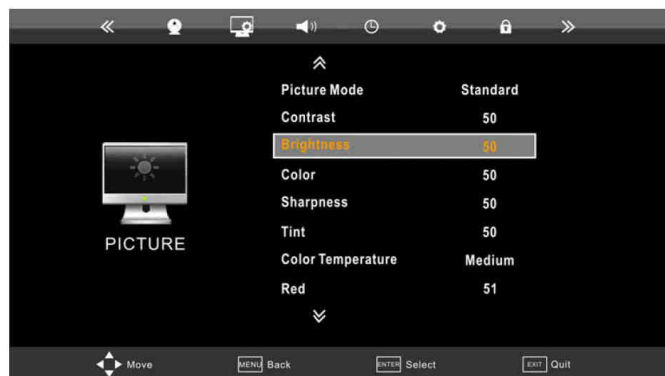 Picture Mode Standard
Contrast 50
Brightness 50
Color 50
Sharpness 50
Tint 50
PICTURE
Color Temperature Medium
Red 51
Move MENU Back ENTER Select EXIT Quit